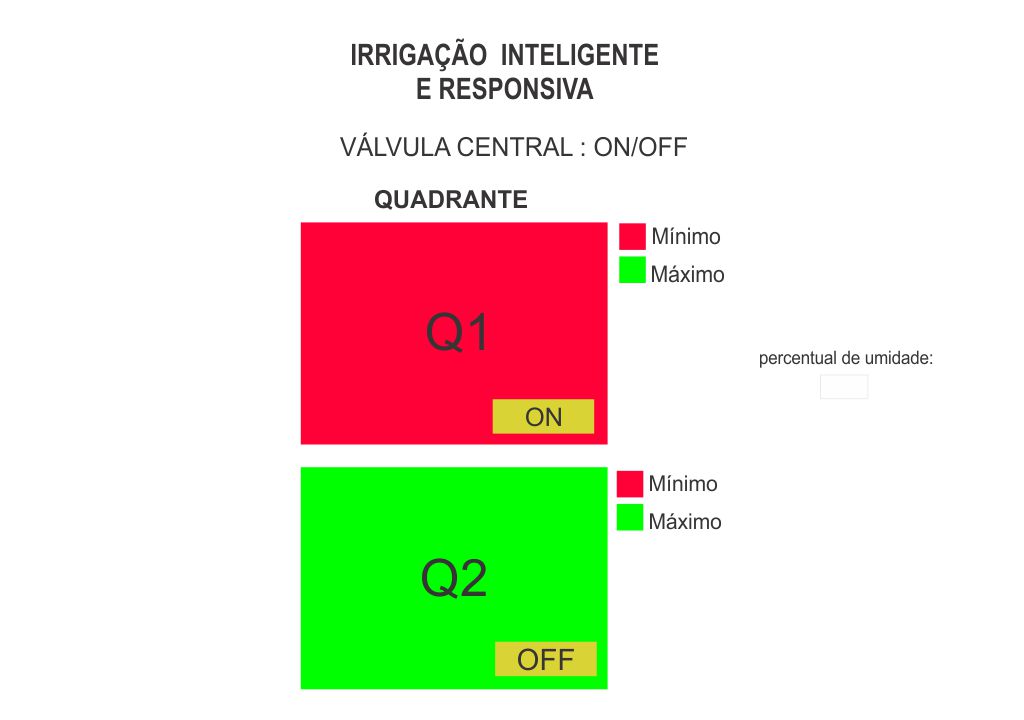 IRRIGAÇÃO INTELIGENTE
E RESPONSIVA
VÁLVULA CENTRAL : ON/OFF
QUADRANTE
Q1
ON
Mínimo
Máximo
percentual de umidade:
Q2
OFF
Mínimo
Máximo